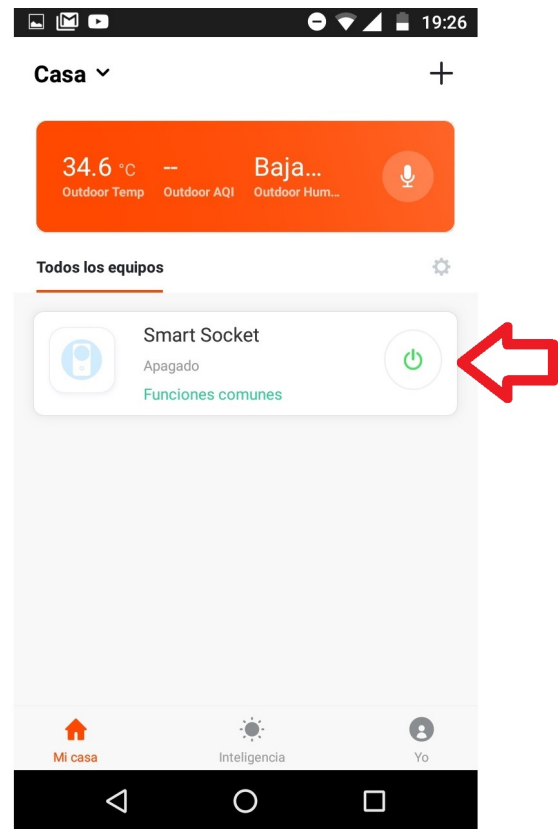 19:26
Casa
34.6 °C -- Baja...
Outdoor Temp Outdoor AQI Outdoor Hum...
Todos los equipos
Smart Socket
Apagado
Funciones comunes
Mi casa Inteligencia Yo